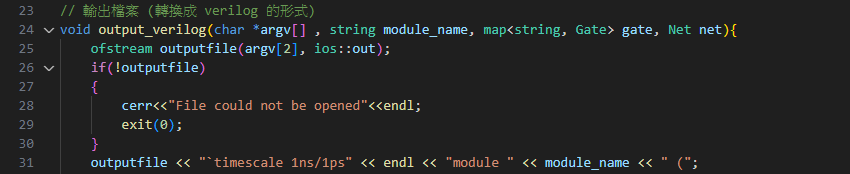 23 // 輸出檔案 (轉換成 verilog 的形式)
24 void output_verilog(char *argv[] , string module_name, map<string, Gate> gate, Net net){
25 ofstream outputfile(argv[2], ios::out);
26 if(!outputfile)
27 {
28 cerr<<"File could not be opened"<<endl;
29 exit(0);
30 }
31 outputfile << "`timescale 1ns/1ps" << endl << "module " << module_name << " (";